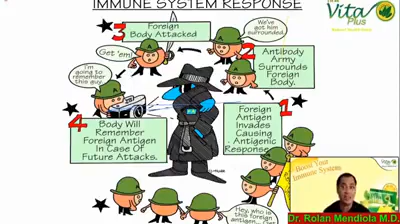 IMMUNE SYSTEM RESPONSE
Vita
Plus
3
Foreign
Body Attacked
We've
got him
surrounded.
Get 'em!
2
Antibody
Army
Surrounds
Foreign
Body.
I'm
going to
remember
this guy
4
Body Will
Remember
Foreign Antigen
In Case Of
Future Attacks.
1
Foreign
Antigen
Invades
Causing
Antigenic
Response
Hey, who is
this foreign
Boost Your
Immune System
Dr. Rolan Mendiola M.D.